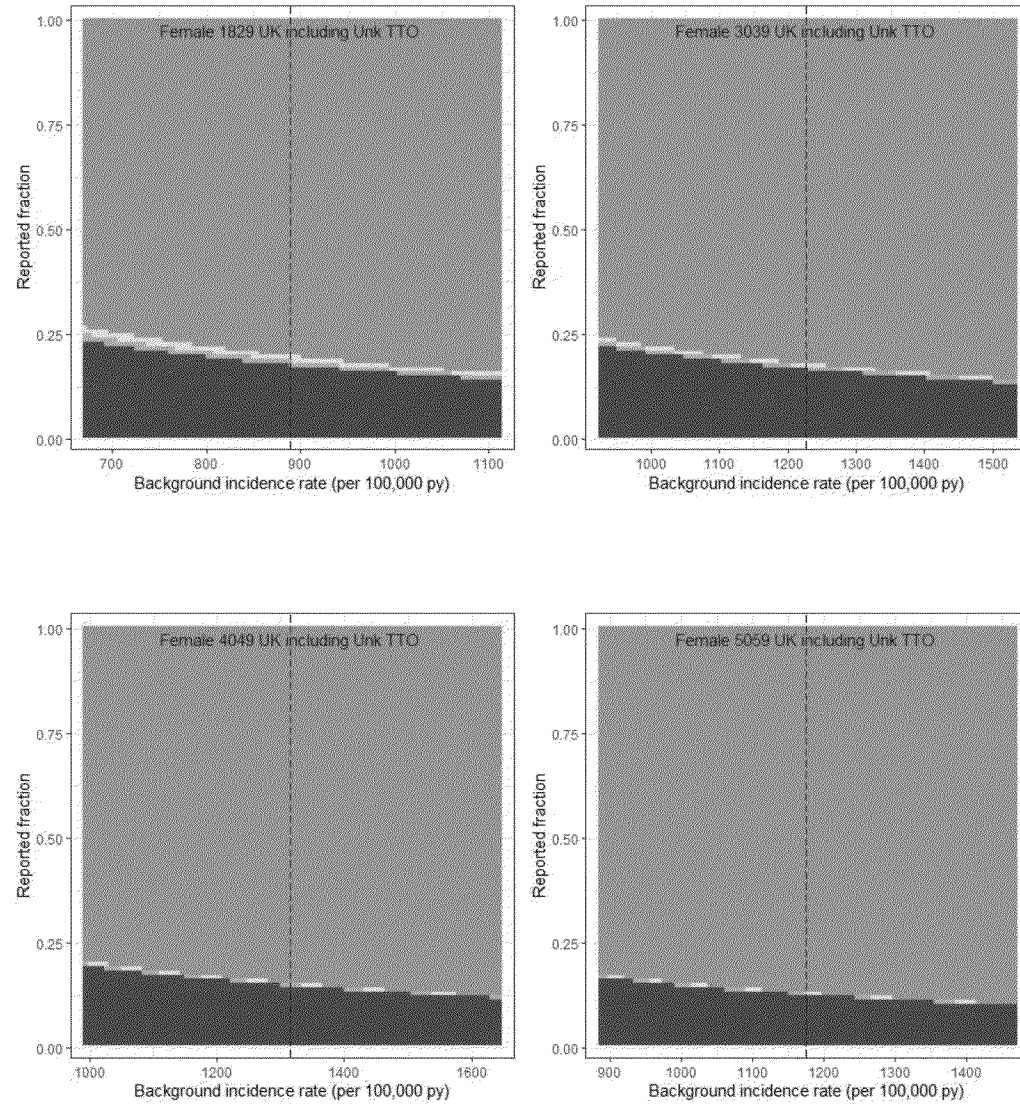 Female 1829 UK including Unk TTO
1.00
0.75
0.50
0.25
0.00
Reported fraction
700 800 900 1000 1100
Background incidence rate (per 100,000 py)
Female 3039 UK including Unk TTO
1.00
0.75
0.50
0.25
0.00
Reported fraction
1000 1100 1200 1300 1400 1500
Background incidence rate (per 100,000 py)
Female 4049 UK including Unk TTO
1.00
0.75
0.50
0.25
0.00
Reported fraction
1000 1200 1400 1600
Background incidence rate (per 100,000 py)
Female 5059 UK including Unk TTO
1.00
0.75
0.50
0.25
0.00
Reported fraction
900 1000 1100 1200 1300 1400
Background incidence rate (per 100,000 py)